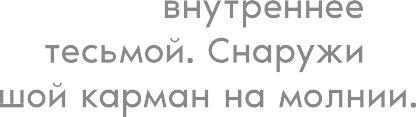 внутреннее
тесьмой. Снаружи
шой карман на молнии.